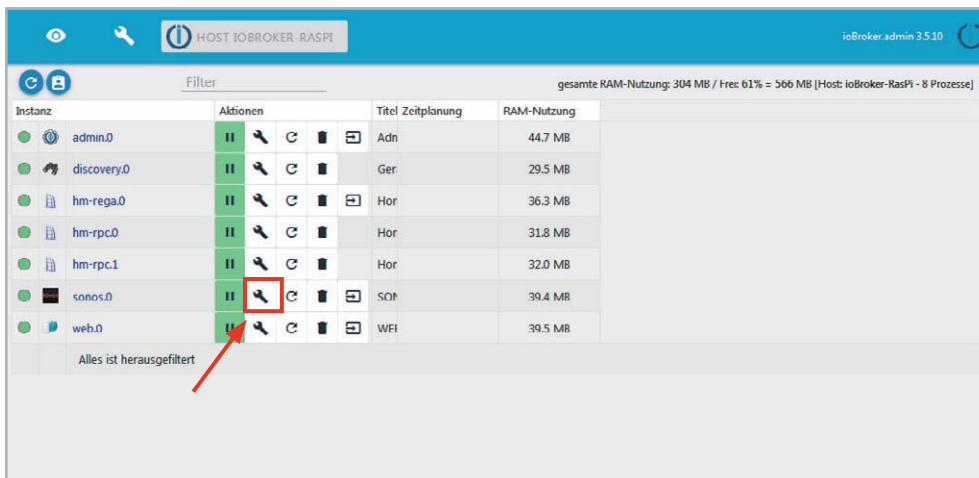 HOST IOBROKER-RASPI
ioBroker.admin 3.5.10
Filter
gesamte RAM-Nutzung: 304 MB / Frei: 61% = 566 MB [Host: ioBroker-RasPi - 8 Prozesse]
Instanz Aktionen Titel Zeitplanung RAM-Nutzung
admin.0 Adn 44.7 MB
discovery.0 Ger 29.5 MB
hm-rega.0 Hor 36.3 MB
hm-rpc.0 Hor 31.8 MB
hm-rpc.1 Hor 32.0 MB
sonos.0 SON 39.4 MB
web.0 WEI 39.5 MB
Alles ist herausgefiltert